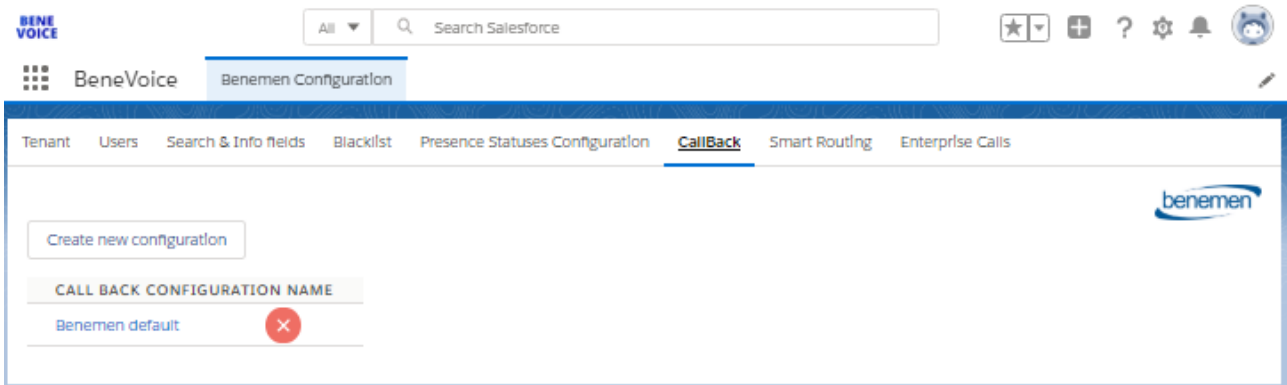 BENE
VOICE
All
Search Salesforce
BeneVoice
Benemen Configuration
Tenant Users Search & Info fields Blacklist Presence Statuses Configuration CallBack Smart Routing Enterprise Calls
benemen
Create new configuration
CALL BACK CONFIGURATION NAME
Benemen default